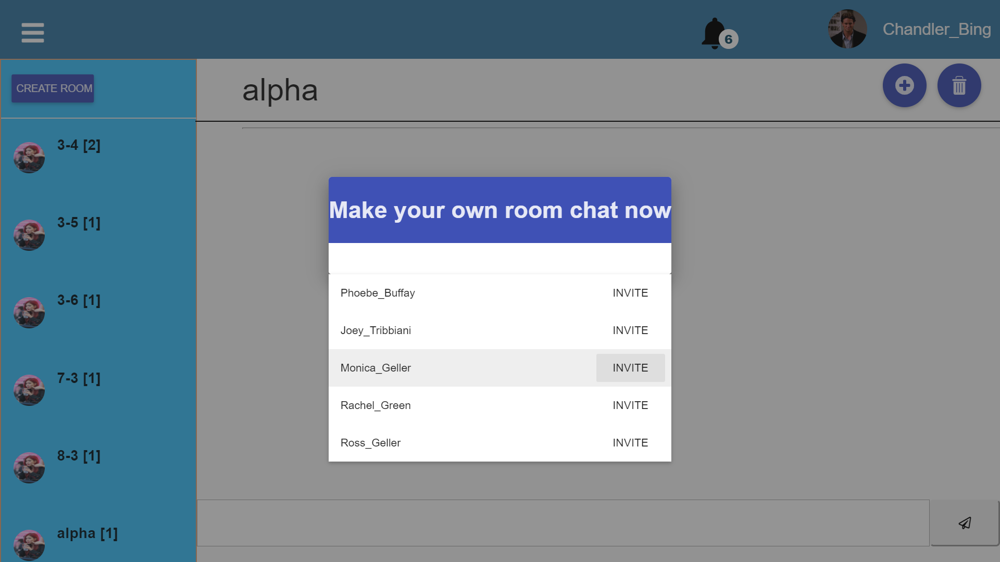 6
Chandler_Bing
CREATE ROOM
alpha
3-4 [2]
3-5 [1]
3-6 [1]
7-3 [1]
8-3 [1]
alpha [1]
Make your own room chat now
Phoebe_Buffay INVITE
Joey_Tribbiani INVITE
Monica_Geller INVITE
Rachel_Green INVITE
Ross_Geller INVITE